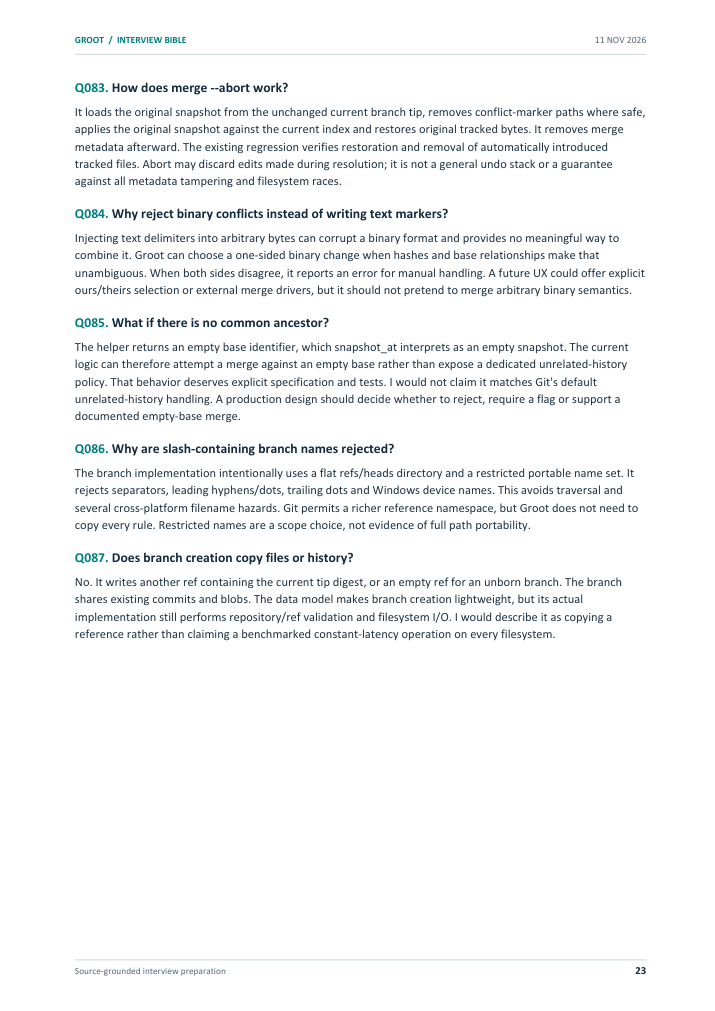 GROOT / INTERVIEW BIBLE
11 NOV 2026
Q083. How does merge --abort work?
It loads the original snapshot from the unchanged current branch tip, removes conflict-marker paths where safe,
applies the original snapshot against the current index and restores original tracked bytes. It removes merge
metadata afterward. The existing regression verifies restoration and removal of automatically introduced
tracked files. Abort may discard edits made during resolution; it is not a general undo stack or a guarantee
against all metadata tampering and filesystem races.
Q084. Why reject binary conflicts instead of writing text markers?
Injecting text delimiters into arbitrary bytes can corrupt a binary format and provides no meaningful way to
combine it. Groot can choose a one-sided binary change when hashes and base relationships make that
unambiguous. When both sides disagree, it reports an error for manual handling. A future UX could offer explicit
ours/theirs selection or external merge drivers, but it should not pretend to merge arbitrary binary semantics.
Q085. What if there is no common ancestor?
The helper returns an empty base identifier, which snapshot_at interprets as an empty snapshot. The current
logic can therefore attempt a merge against an empty base rather than expose a dedicated unrelated-history
policy. That behavior deserves explicit specification and tests. I would not claim it matches Git's default
unrelated-history handling. A production design should decide whether to reject, require a flag or support a
documented empty-base merge.
Q086. Why are slash-containing branch names rejected?
The branch implementation intentionally uses a flat refs/heads directory and a restricted portable name set. It
rejects separators, leading hyphens/dots, trailing dots and Windows device names. This avoids traversal and
several cross-platform filename hazards. Git permits a richer reference namespace, but Groot does not need to
copy every rule. Restricted names are a scope choice, not evidence of full path portability.
Q087. Does branch creation copy files or history?
No. It writes another ref containing the current tip digest, or an empty ref for an unborn branch. The branch
shares existing commits and blobs. The data model makes branch creation lightweight, but its actual
implementation still performs repository/ref validation and filesystem I/O. I would describe it as copying a
reference rather than claiming a benchmarked constant-latency operation on every filesystem.
Source-grounded interview preparation
23